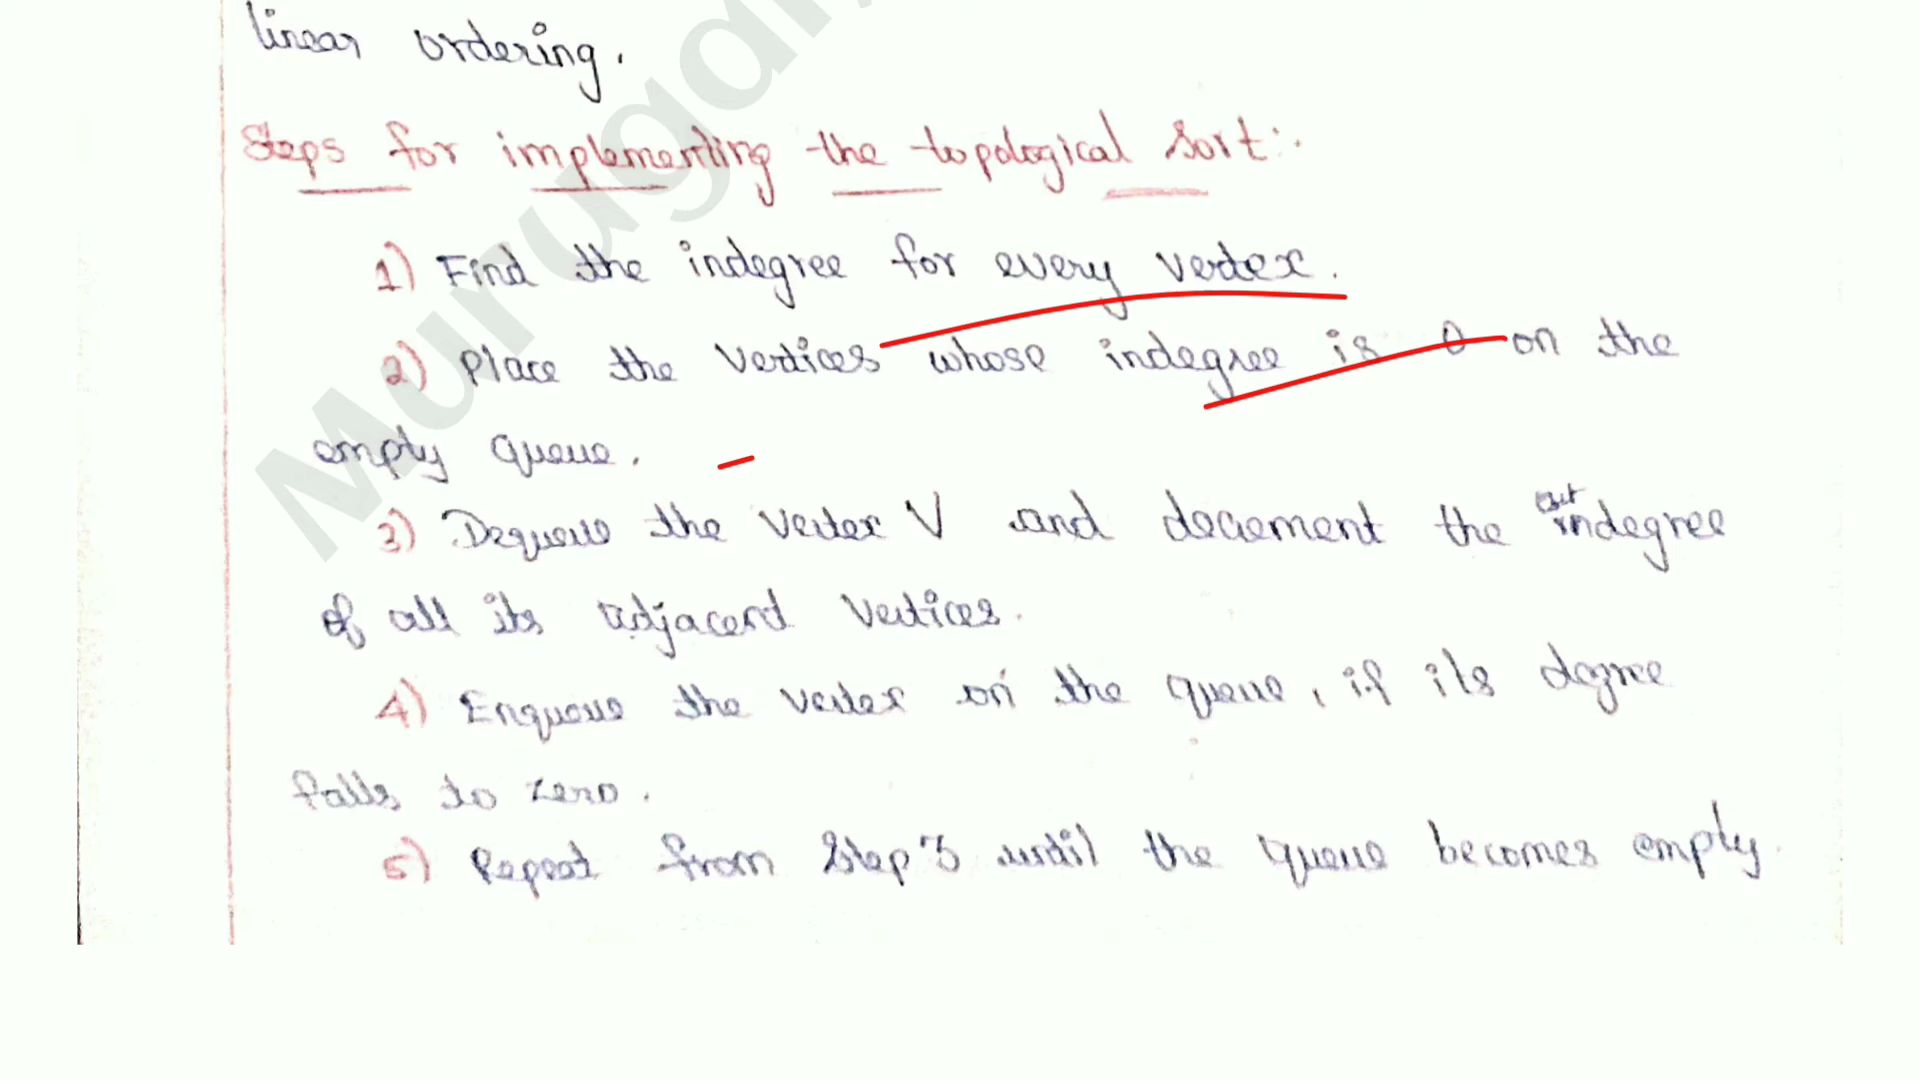 linear ordering.
Steps for implementing the topological sort:-
1) Find the indegree for every vertex.
2) Place the vertices whose indegree is 0 on the
empty queue.
3) Dequeue the vertex V and decrement the indegree
of all its adjacent vertices.
4) Enqueue the vertex on the queue, if its degree
falls to zero.
5) Repeat from Step 3 until the queue becomes empty.